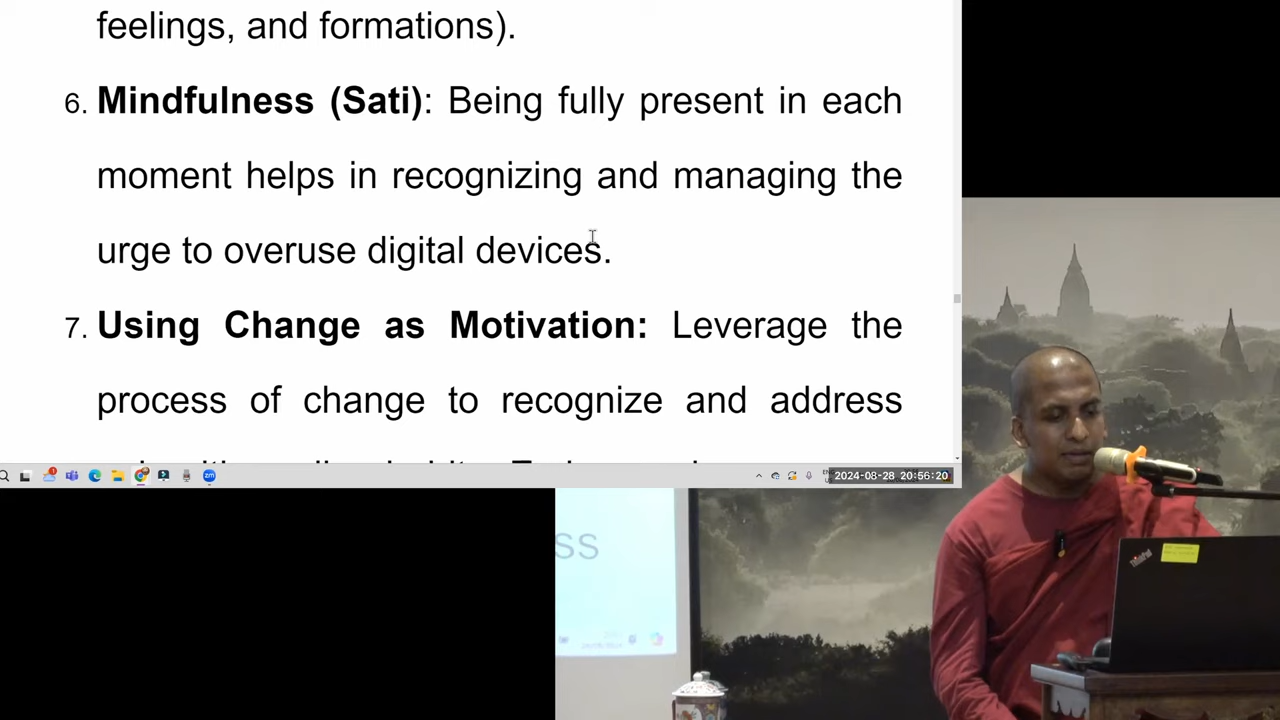 feelings, and formations).
6. Mindfulness (Sati): Being fully present in each
moment helps in recognizing and managing the
urge to overuse digital devices.
7. Using Change as Motivation: Leverage the
process of change to recognize and address
2024-08-28 20:56:20
ss